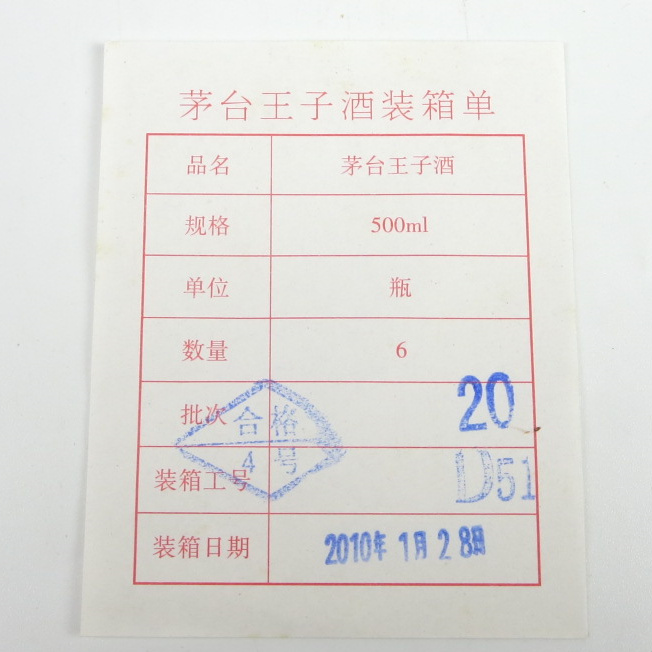 茅台王子酒装箱单
品名 茅台王子酒
规格 500ml
单位 瓶
数量 6
批次 20
合格
4号
装箱工号 D51
装箱日期 2010年1月28日